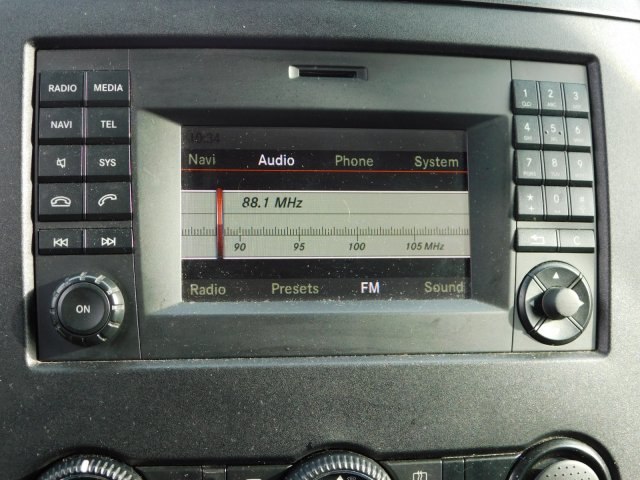 RADIO MEDIA
NAVI TEL
SYS
ON
10:34
Navi Audio Phone System
88.1 MHz
90 95 100 105 MHz
Radio Presets FM Sound
1 2 3
4 5 6
7 8 9
* 0 #
C